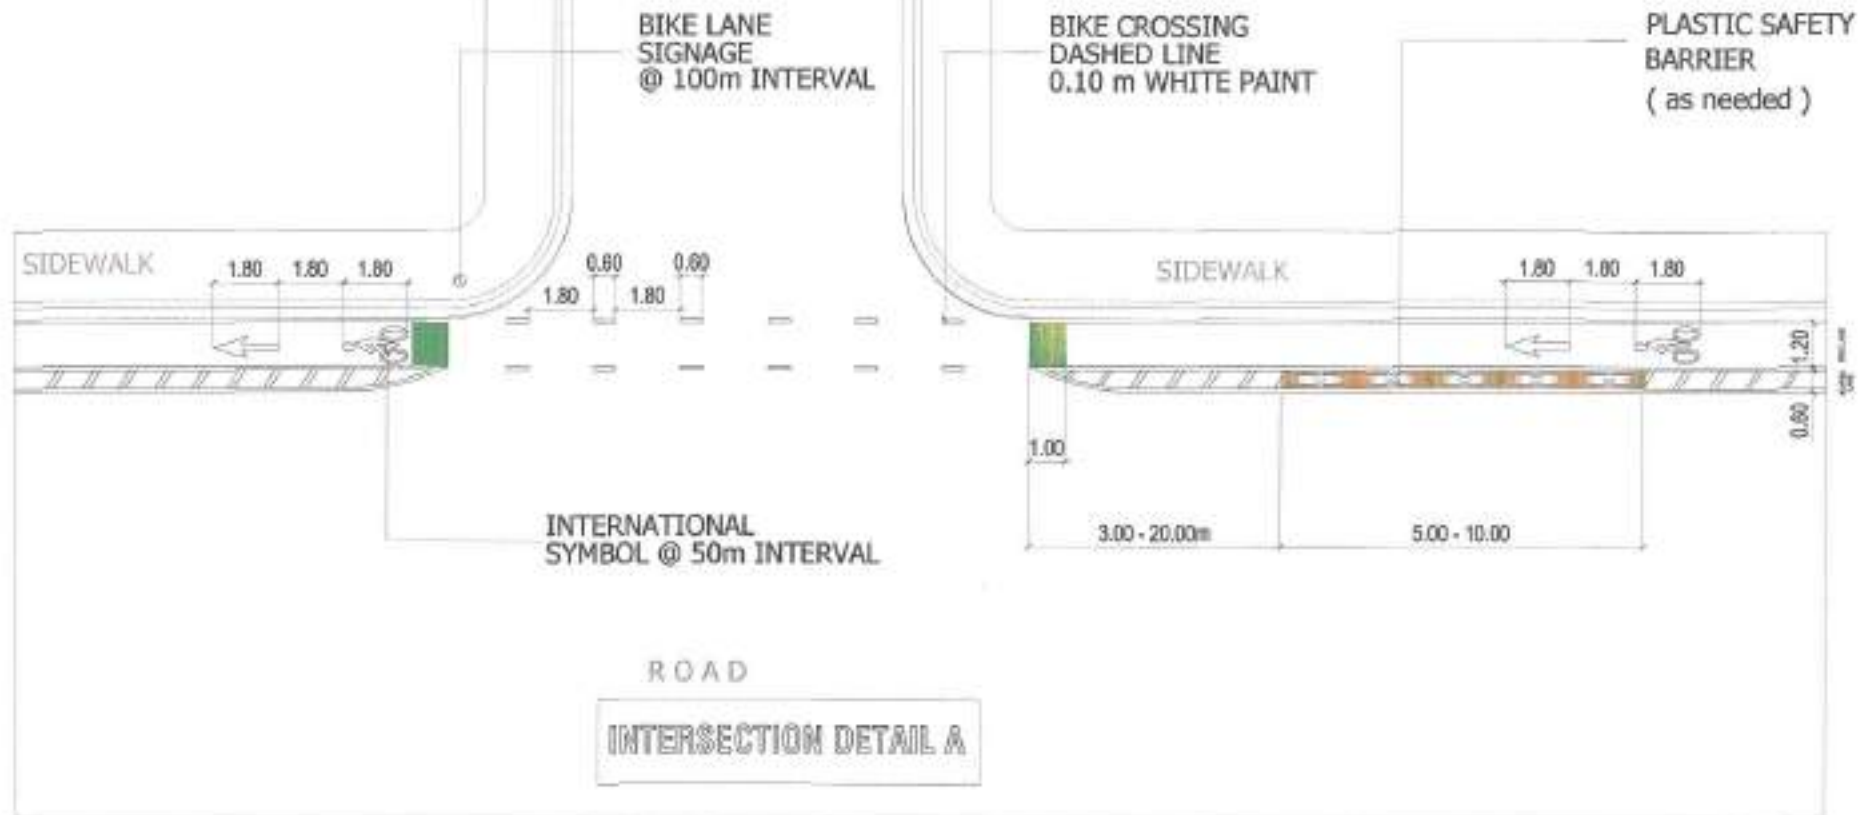 BIKE LANE
SIGNAGE
@ 100m INTERVAL
BIKE CROSSING
DASHED LINE
0.10 m WHITE PAINT
PLASTIC SAFETY
BARRIER
( as needed )
SIDEWALK
1.80 1.80 1.80
0.60 0.60
1.80 1.80
SIDEWALK
1.80 1.80 1.80
1.20
0.60
1.00
3.00 - 20.00m
5.00 - 10.00
INTERNATIONAL
SYMBOL @ 50m INTERVAL
ROAD
INTERSECTION DETAIL A